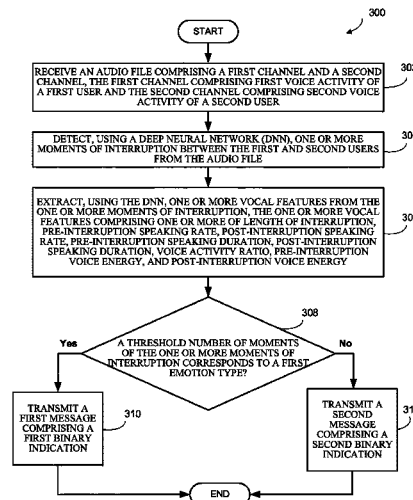 300
START
RECEIVE AN AUDIO FILE COMPRISING A FIRST CHANNEL AND A SECOND
CHANNEL, THE FIRST CHANNEL COMPRISING FIRST VOICE ACTIVITY OF
A FIRST USER AND THE SECOND CHANNEL COMPRISING SECOND VOICE
ACTIVITY OF A SECOND USER
DETECT, USING A DEEP NEURAL NETWORK (DNN), ONE OR MORE
MOMENTS OF INTERRUPTION BETWEEN THE FIRST AND SECOND USERS
FROM THE AUDIO FILE
EXTRACT, USING THE DNN, ONE OR MORE VOCAL FEATURES FROM THE
ONE OR MORE MOMENTS OF INTERRUPTION, THE ONE OR MORE VOCAL
FEATURES COMPRISING ONE OR MORE OF LENGTH OF INTERRUPTION,
PRE-INTERRUPTION SPEAKING RATE, POST-INTERRUPTION SPEAKING
RATE, PRE-INTERRUPTION SPEAKING DURATION, POST-INTERRUPTION
SPEAKING DURATION, VOICE ACTIVITY RATIO, PRE-INTERRUPTION
VOICE ENERGY, AND POST-INTERRUPTION VOICE ENERGY
308
Yes
A THRESHOLD NUMBER OF MOMENTS
OF THE ONE OR MORE MOMENTS OF
INTERRUPTION CORRESPONDS TO A FIRST
EMOTION TYPE?
No
TRANSMIT A
FIRST MESSAGE
COMPRISING A
FIRST BINARY
INDICATION
310
TRANSMIT A
SECOND
MESSAGE
COMPRISING A
SECOND BINARY
INDICATION
END